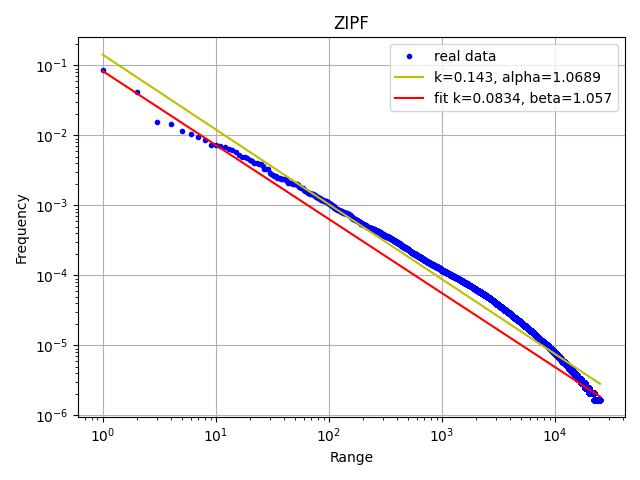 ZIPF
real data
k=0.143, alpha=1.0689
fit k=0.0834, beta=1.057
Frequency
10⁻¹
10⁻²
10⁻³
10⁻⁴
10⁻⁵
10⁻⁶
10⁰ 10¹ 10² 10³ 10⁴
Range